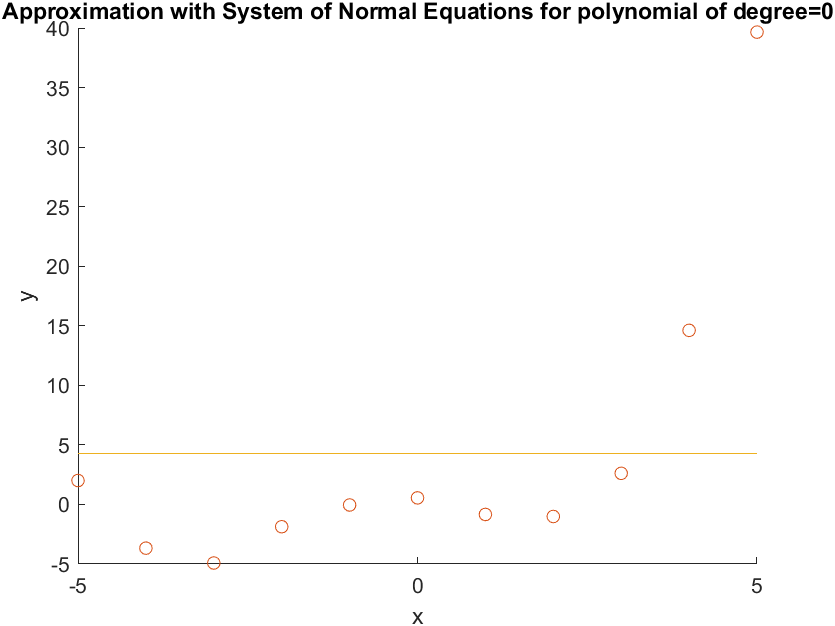 Approximation with System of Normal Equations for polynomial of degree=0
40
35
30
25
20
15
10
5
0
-5
y
-5 0 5
x